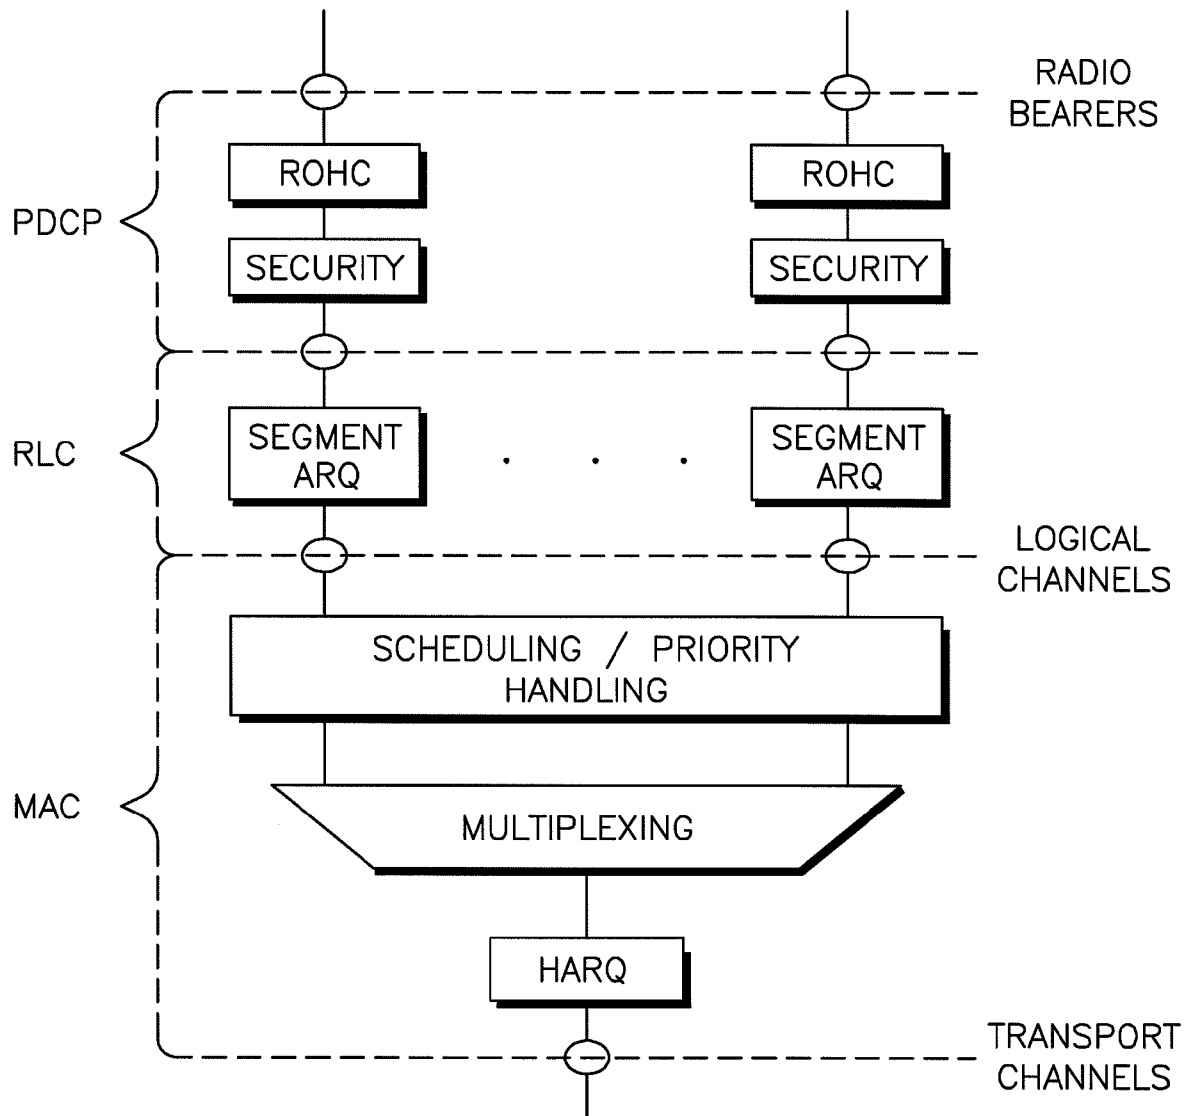 RADIO
BEARERS
ROHC
ROHC
PDCP
SECURITY
SECURITY
RLC
SEGMENT
ARQ
. . .
SEGMENT
ARQ
LOGICAL
CHANNELS
SCHEDULING / PRIORITY
HANDLING
MAC
MULTIPLEXING
HARQ
TRANSPORT
CHANNELS